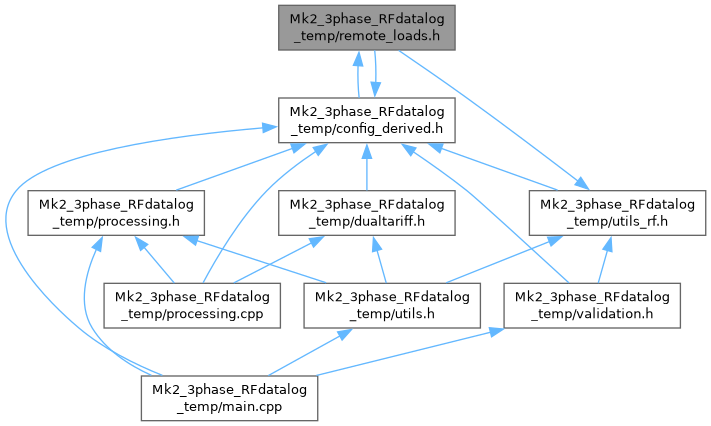 Mk2_3phase_RFdatalog
_temp/remote_loads.h
Mk2_3phase_RFdatalog
_temp/config_derived.h
Mk2_3phase_RFdatalog
_temp/processing.h
Mk2_3phase_RFdatalog
_temp/dualtariff.h
Mk2_3phase_RFdatalog
_temp/utils_rf.h
Mk2_3phase_RFdatalog
_temp/processing.cpp
Mk2_3phase_RFdatalog
_temp/utils.h
Mk2_3phase_RFdatalog
_temp/validation.h
Mk2_3phase_RFdatalog
_temp/main.cpp